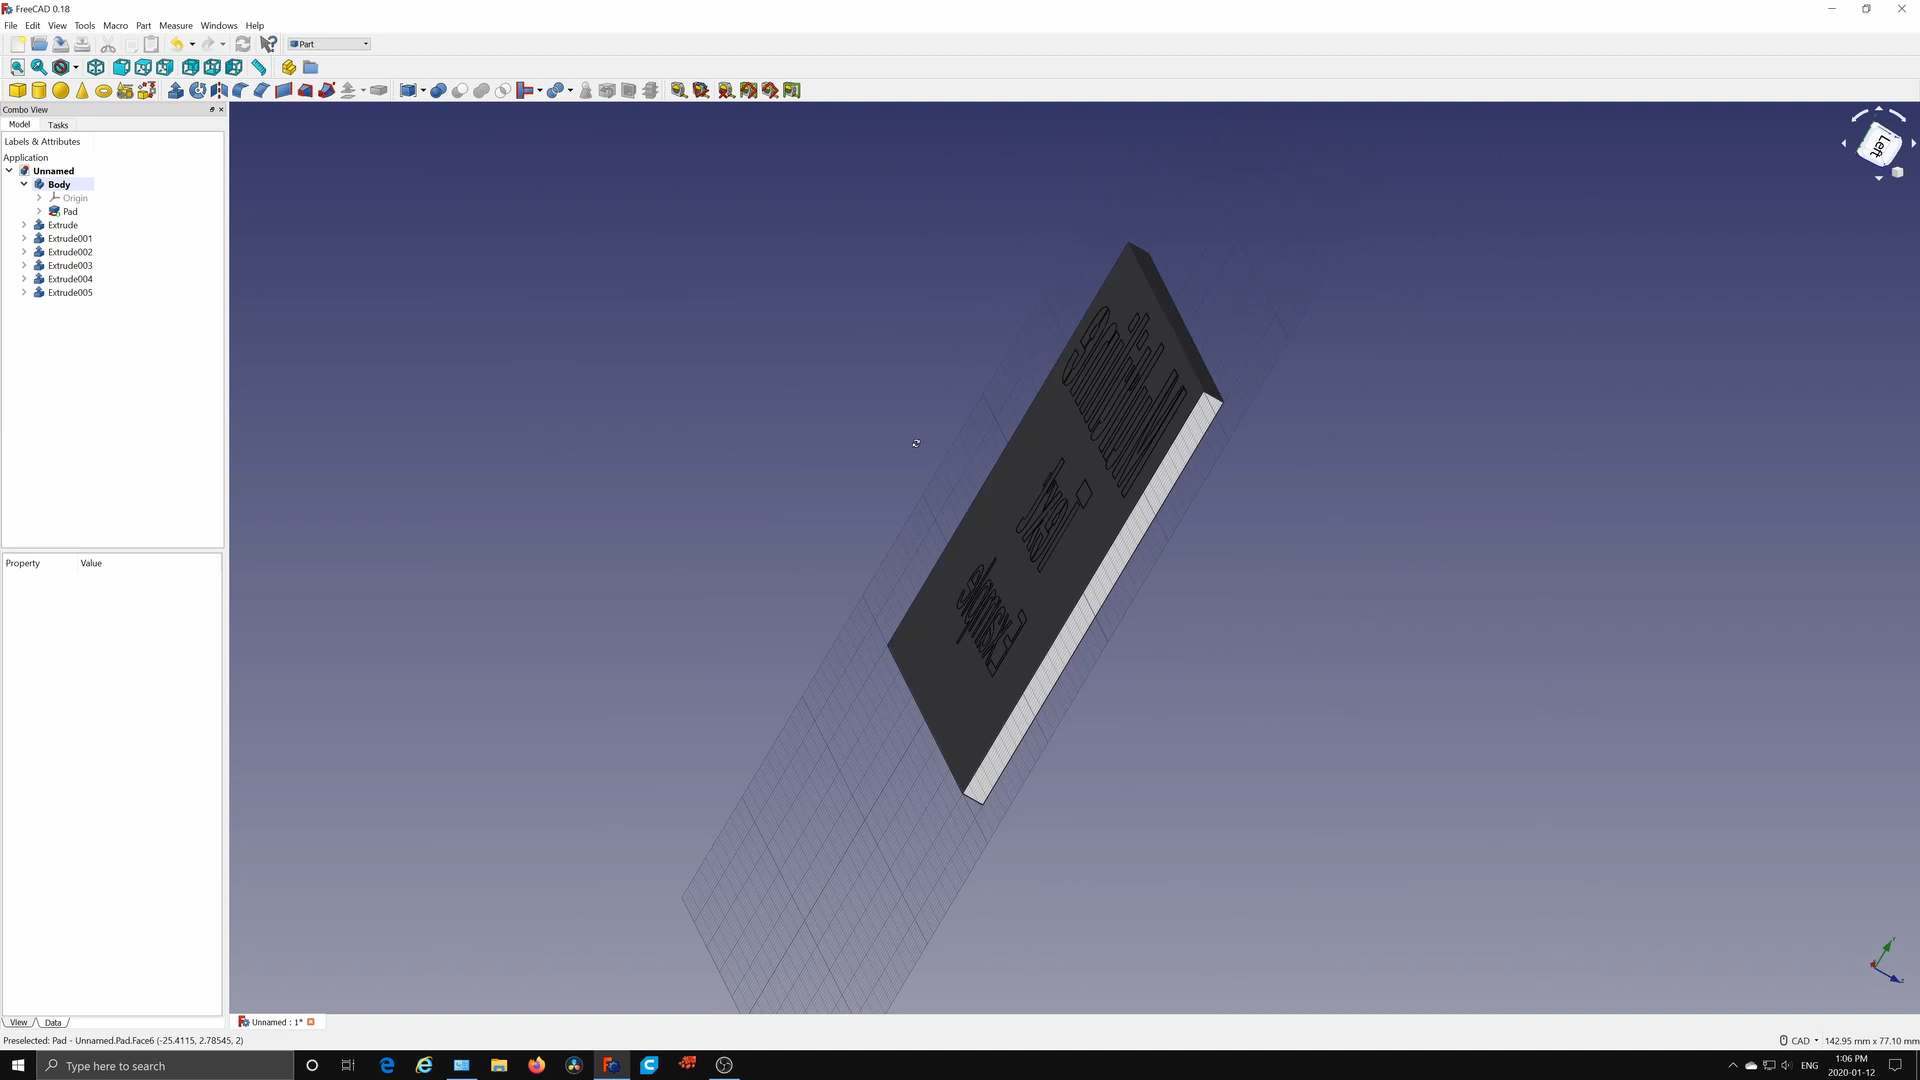 FreeCAD 0.18
File Edit View Tools Macro Part Measure Windows Help
Part
Combo View
Model Tasks
Labels & Attributes
Application
Unnamed
Body
Origin
Pad
Extrude
Extrude001
Extrude002
Extrude003
Extrude004
Extrude005
Property Value
View Data
Left
Y
Z
Unnamed : 1*
Preselected: Pad - Unnamed.Pad.Face6 (-25.4115, 2.78545, 2)
CAD 142.95 mm x 77.10 mm
Type here to search
ENG
1:06 PM
2020-01-12